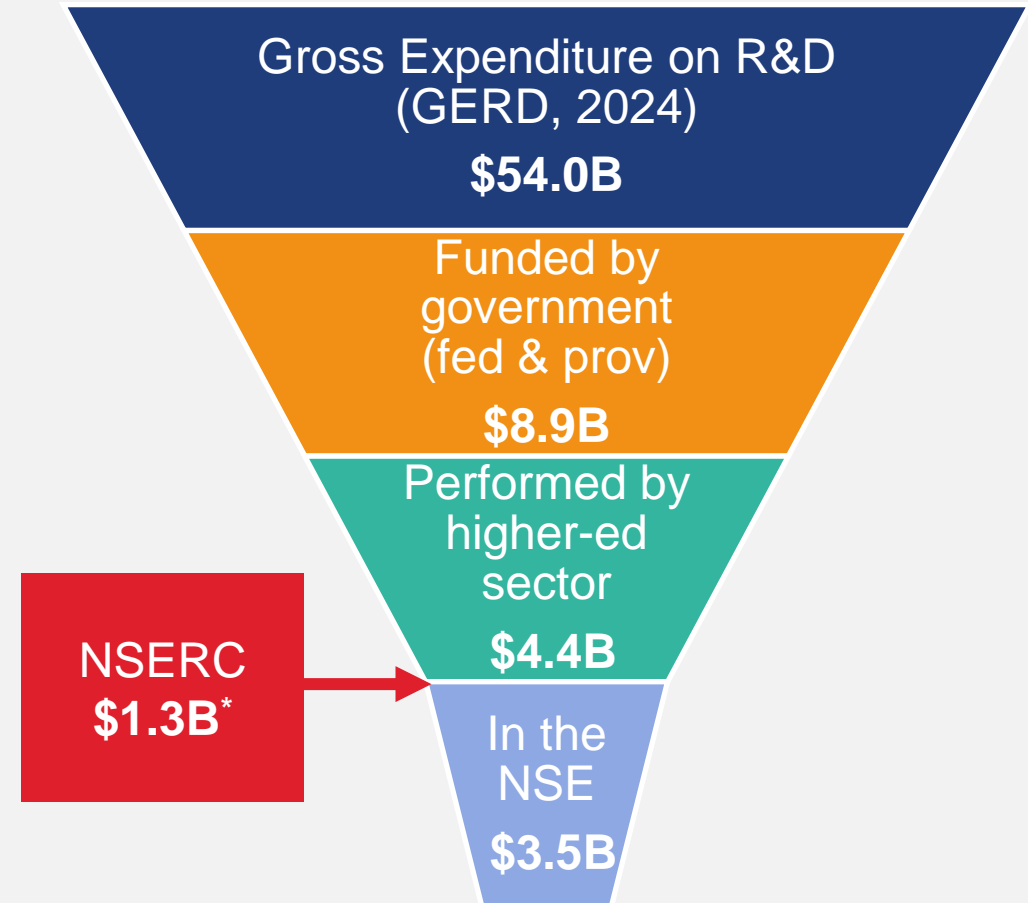 Gross Expenditure on R&D
(GERD, 2024)
$54.0B
Funded by
government
(fed & prov)
$8.9B
Performed by
higher-ed
sector
$4.4B
NSERC
$1.3B*
In the
NSE
$3.5B